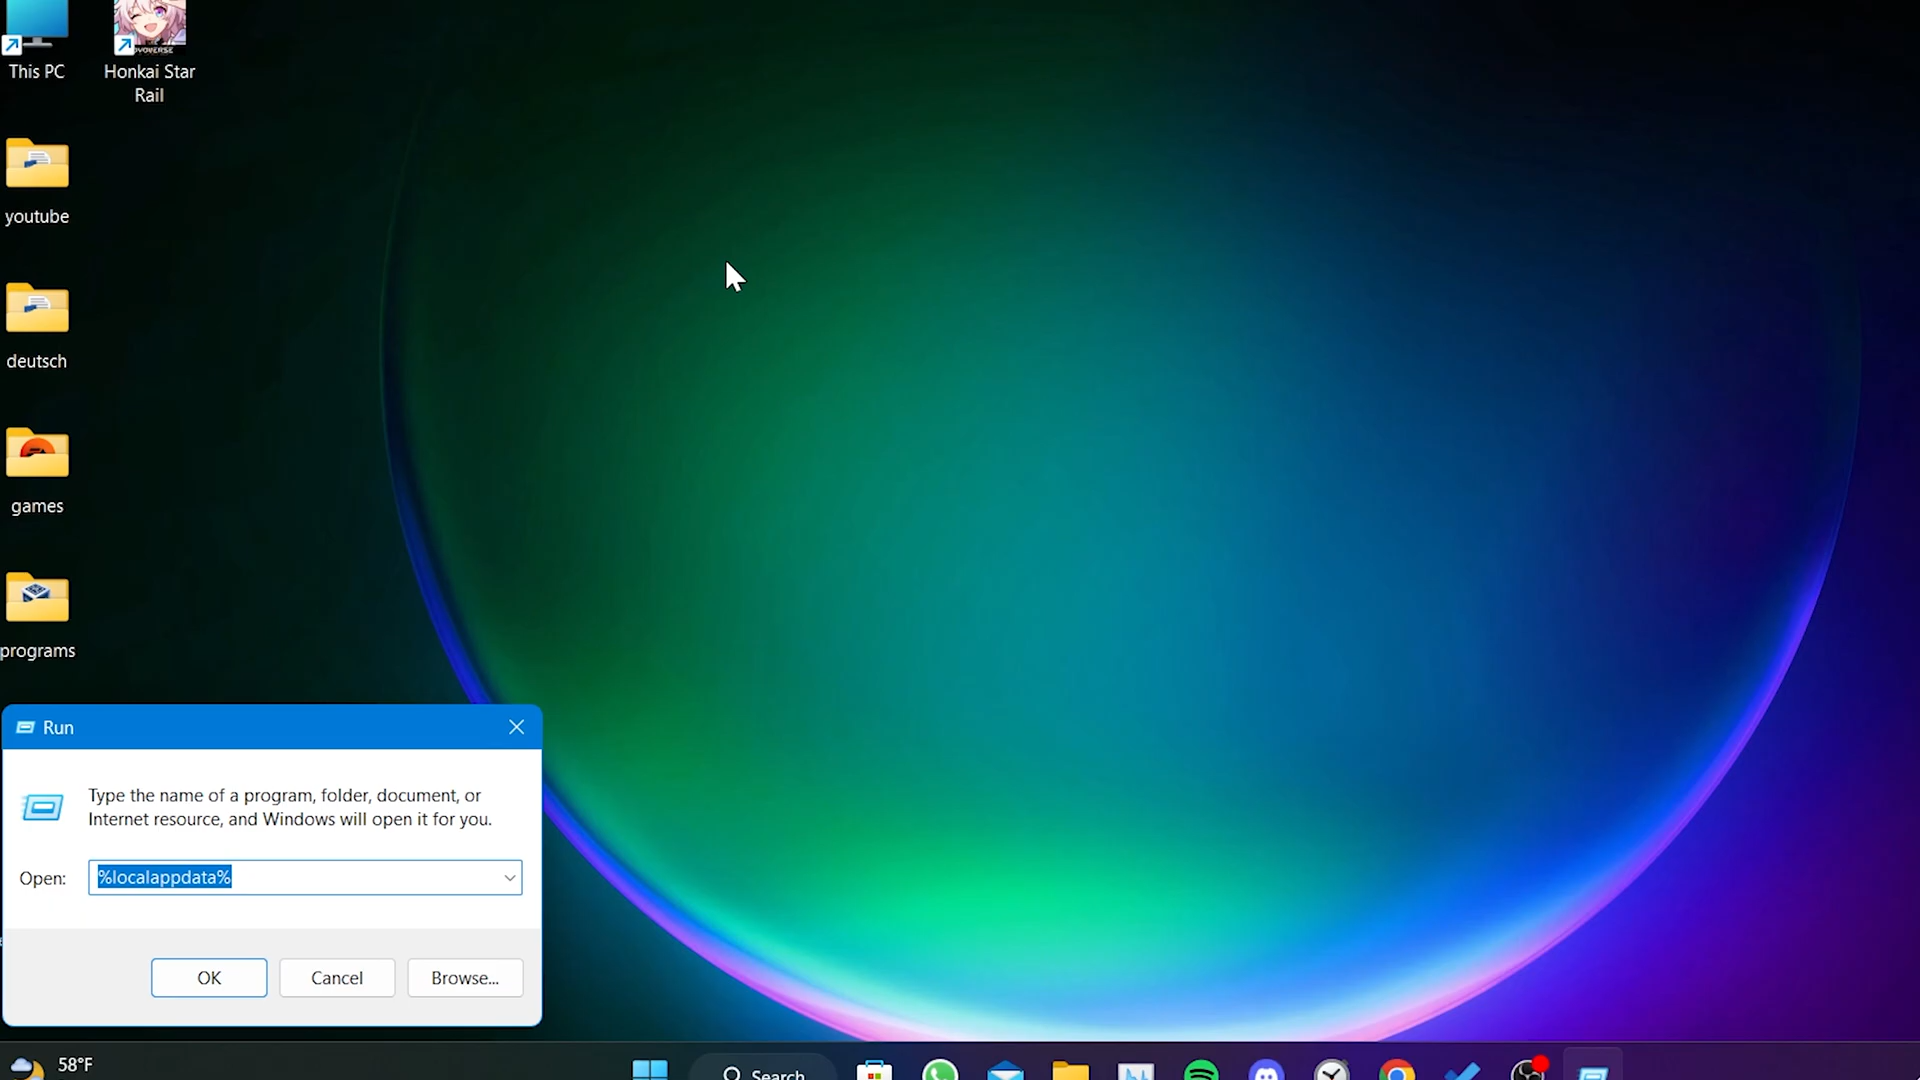 This PC
Honkai Star
Rail
youtube
deutsch
games
programs
Run
Type the name of a program, folder, document, or
Internet resource, and Windows will open it for you.
Open:
%localappdata%
OK
Cancel
Browse...
58°F
Search